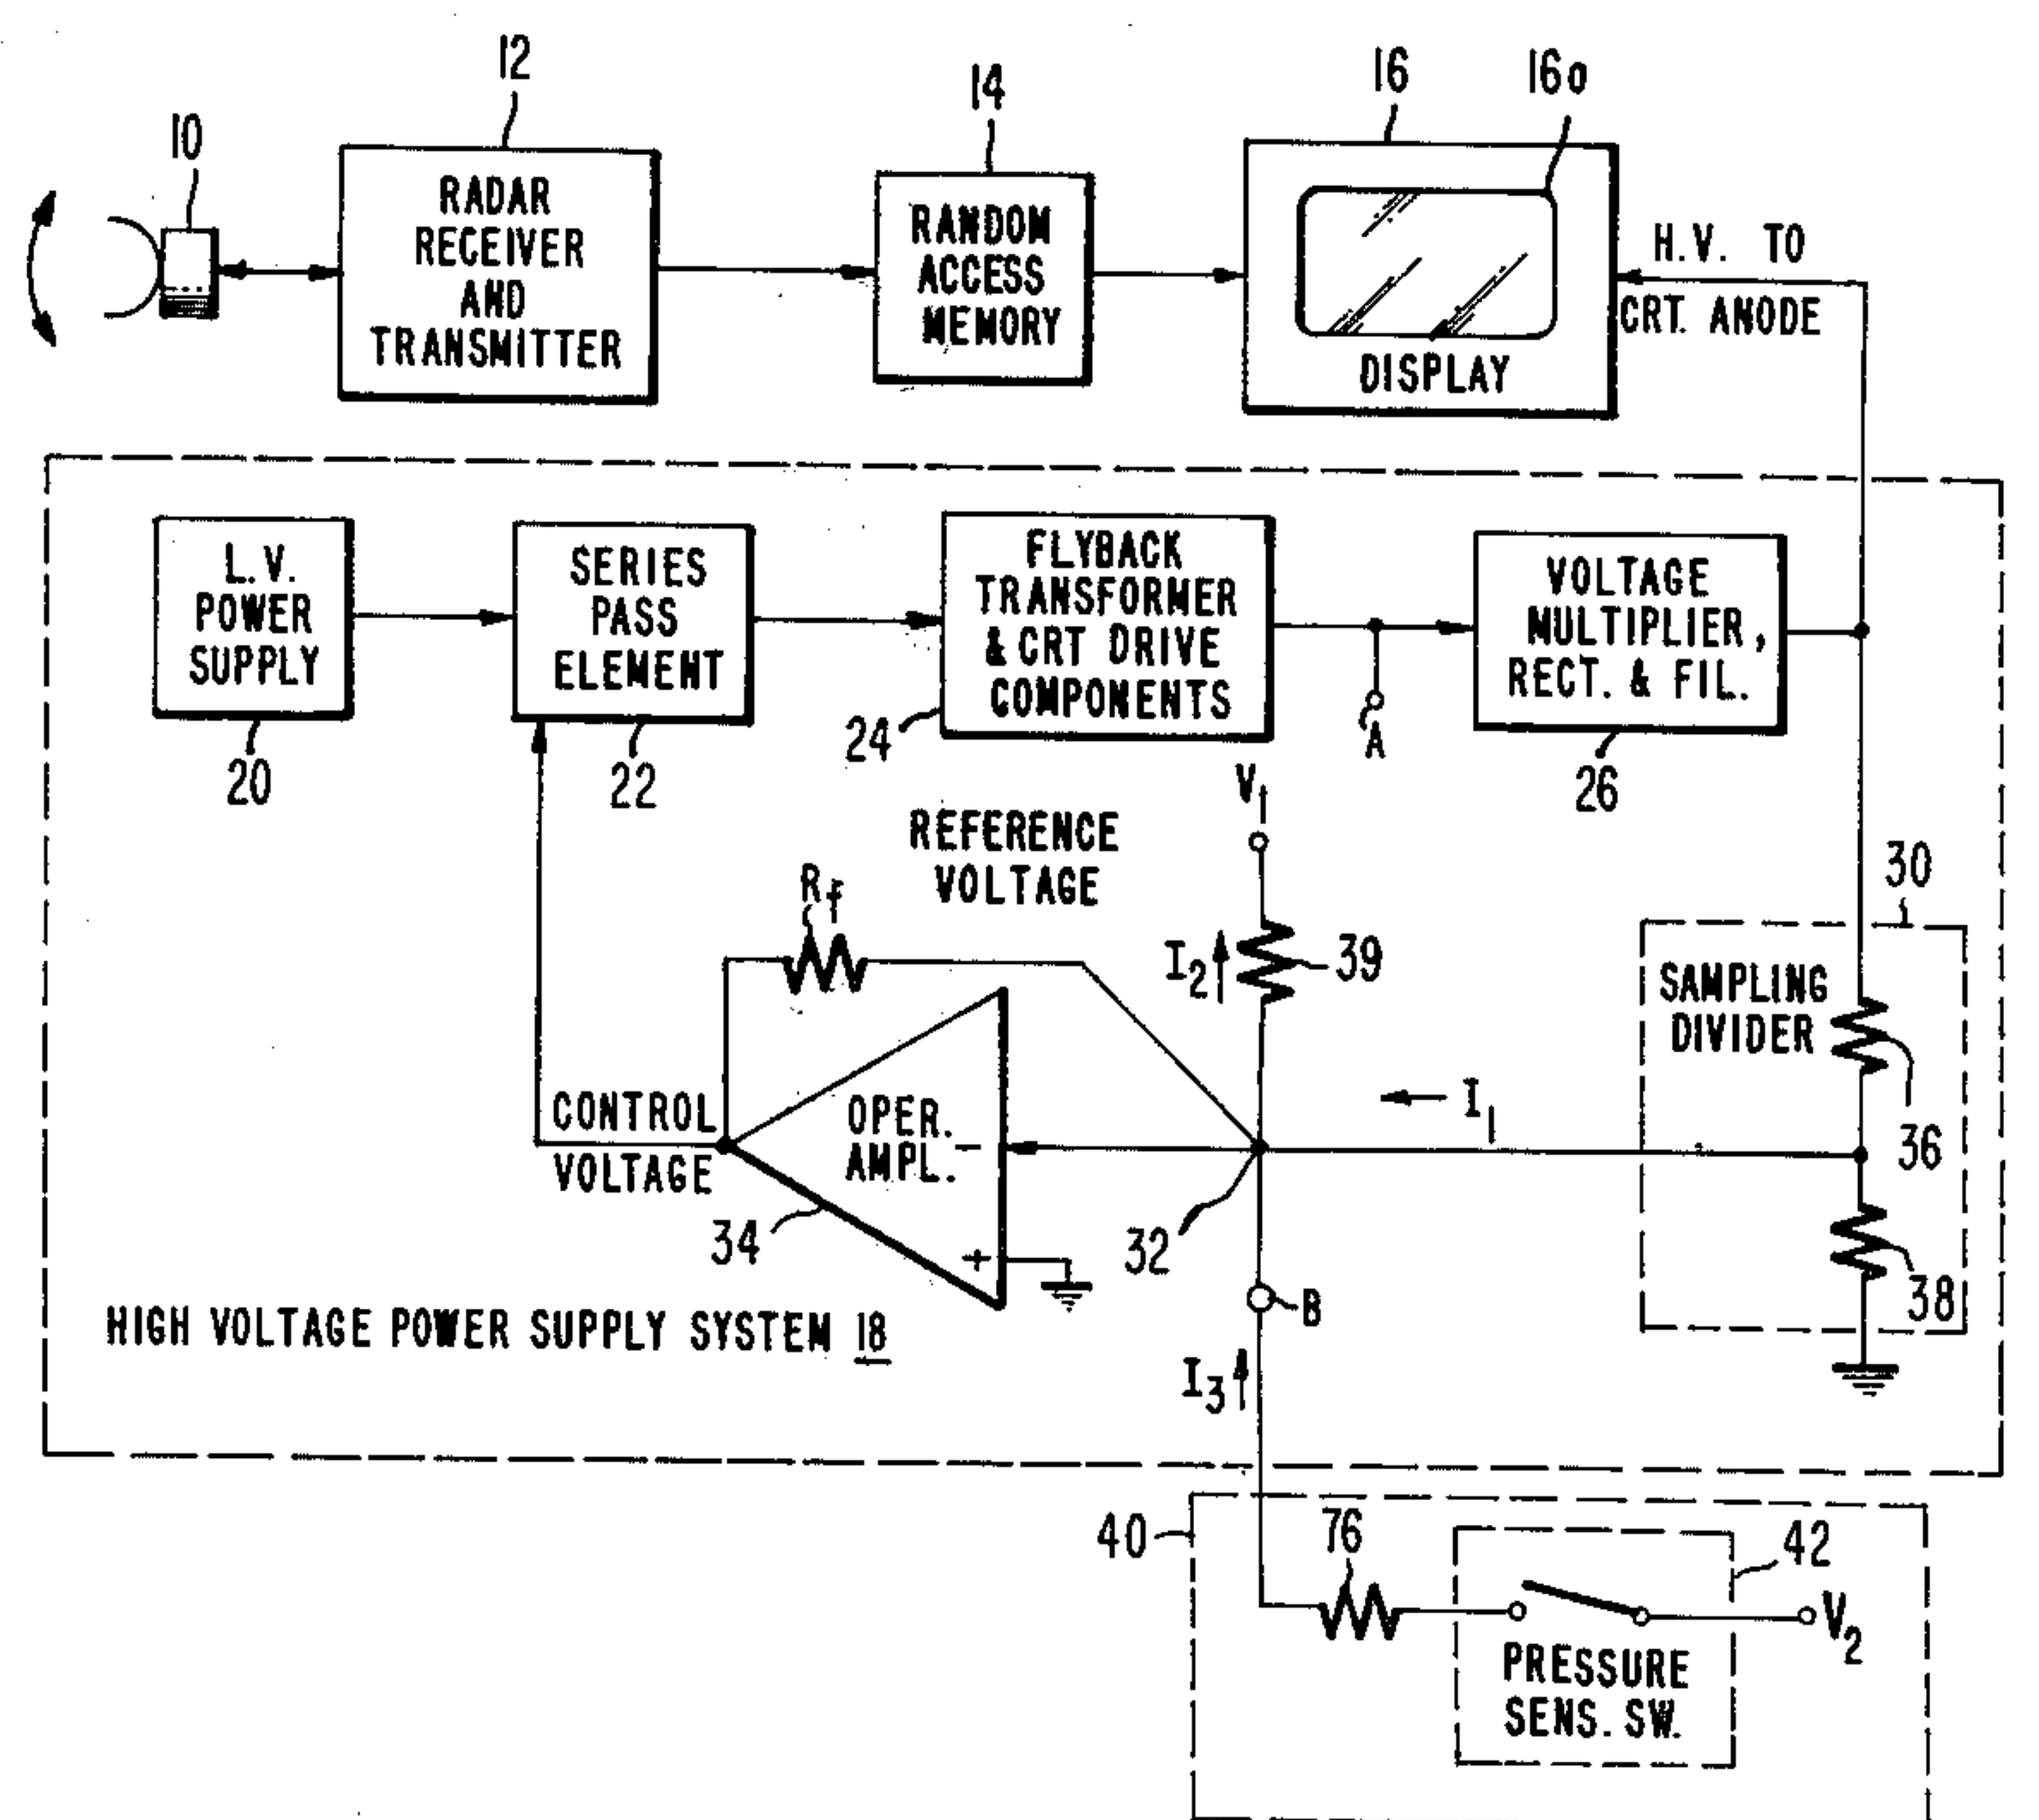 12
16
16a
14
10
RADAR
RECEIVER
AND
TRANSMITTER
RANDOM
ACCESS
MEMORY
DISPLAY
H.V. TO
CRT. ANODE
L.V.
POWER
SUPPLY
SERIES
PASS
ELEMENT
FLYBACK
TRANSFORMER
& CRT DRIVE
COMPONENTS
VOLTAGE
MULTIPLIER,
RECT. & FIL.
20
22
24
A
26
V1
REFERENCE
VOLTAGE
Rf
I2
39
30
SAMPLING
DIVIDER
36
38
I1
CONTROL
VOLTAGE
OPER.
AMPL.
-
+
34
32
B
HIGH VOLTAGE POWER SUPPLY SYSTEM 18
I3
40
76
42
V2
PRESSURE
SENS. SW.